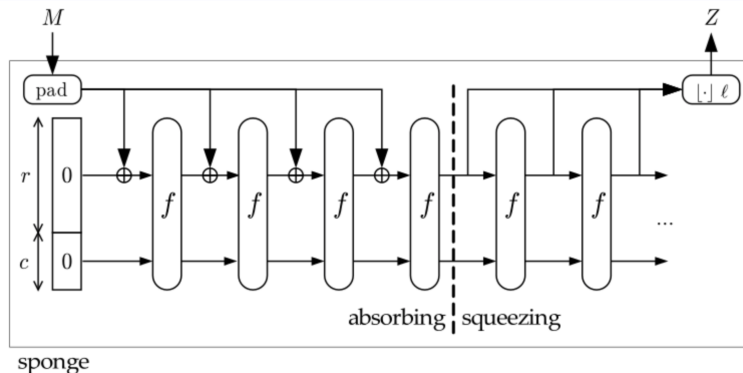 M Z
pad ⌊·⌋ ℓ
r 0 ⊕ ⊕ ⊕ ⊕
f f f f f f
...
c 0
absorbing squeezing
sponge